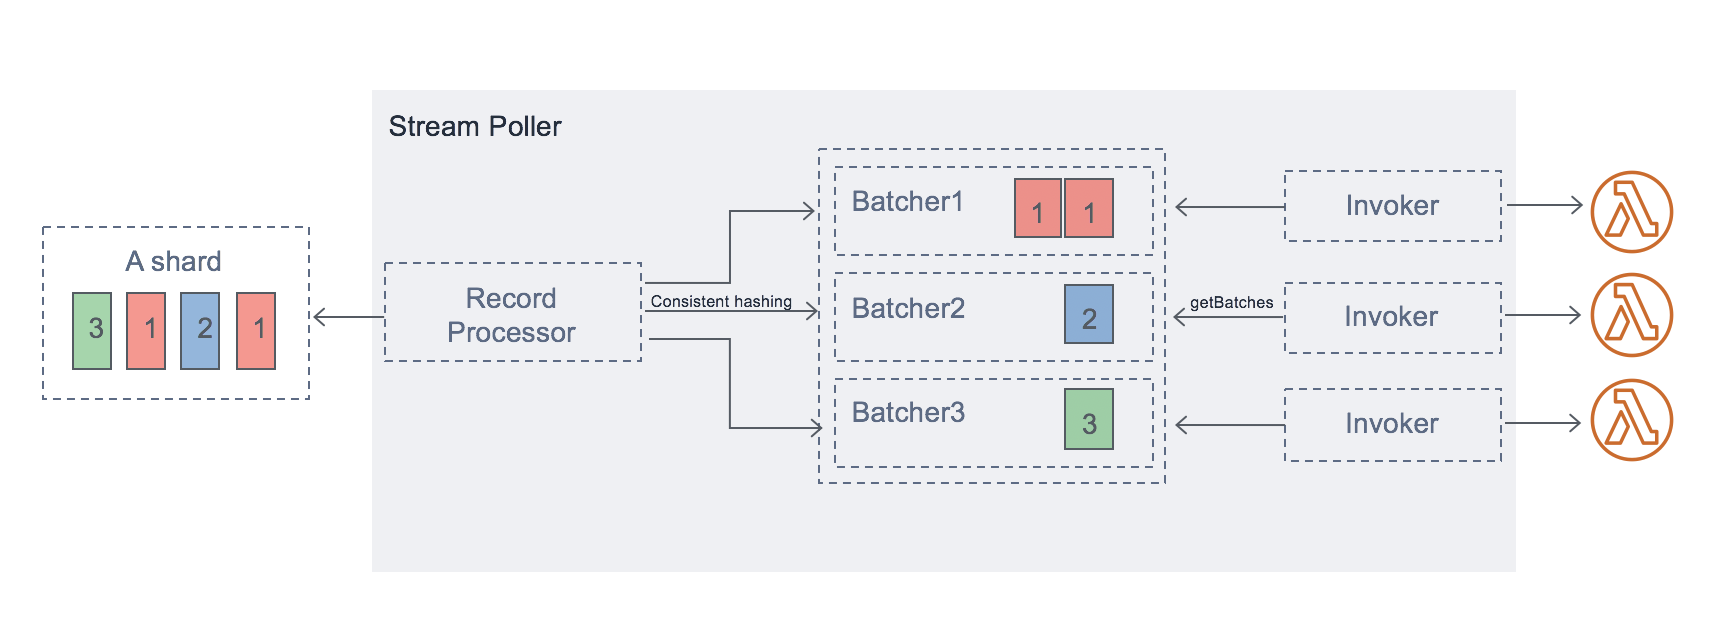 Stream Poller
A shard
3 1 2 1
Record
Processor
Consistent hashing
Batcher1
1 1
Batcher2
2
Batcher3
3
getBatches
Invoker
Invoker
Invoker